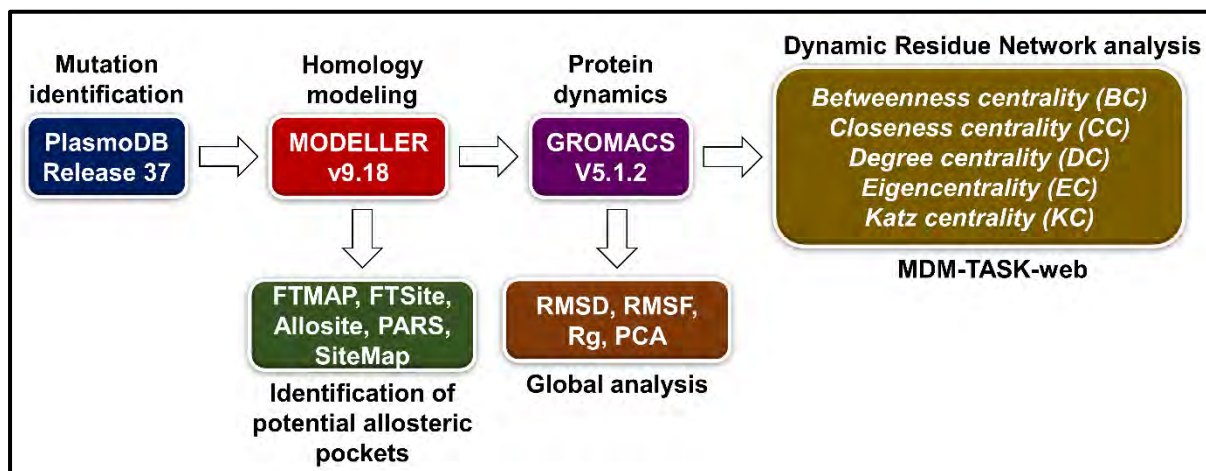 Mutation
identification
PlasmoDB
Release 37
Homology
modeling
MODELLER
v9.18
Protein
dynamics
GROMACS
V5.1.2
Dynamic Residue Network analysis
Betweenness centrality (BC)
Closeness centrality (CC)
Degree centrality (DC)
Eigencentrality (EC)
Katz centrality (KC)
MDM-TASK-web
FTMAP, FTSite,
Allosite, PARS,
SiteMap
Identification of
potential allosteric
pockets
RMSD, RMSF,
Rg, PCA
Global analysis